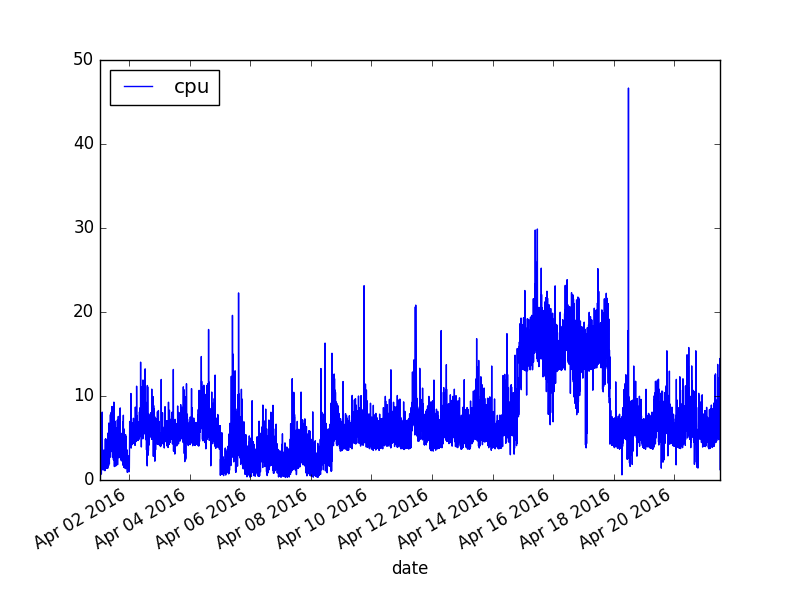 50
cpu
40
30
20
10
0
Apr 02 2016
Apr 04 2016
Apr 06 2016
Apr 08 2016
Apr 10 2016
Apr 12 2016
Apr 14 2016
Apr 16 2016
Apr 18 2016
Apr 20 2016
date